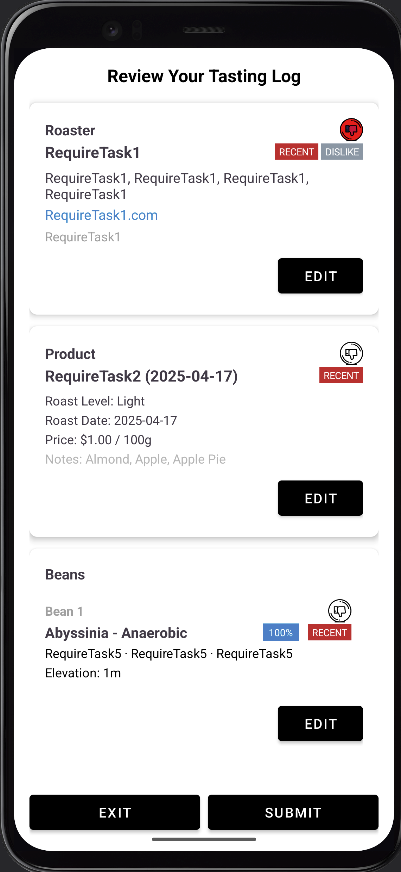 Review Your Tasting Log
Roaster
RequireTask1
RECENT DISLIKE
RequireTask1, RequireTask1, RequireTask1,
RequireTask1
RequireTask1.com
RequireTask1
EDIT
Product
RequireTask2 (2025-04-17)
RECENT
Roast Level: Light
Roast Date: 2025-04-17
Price: $1.00 / 100g
Notes: Almond, Apple, Apple Pie
EDIT
Beans
Bean 1
Abyssinia - Anaerobic
100% RECENT
RequireTask5 · RequireTask5 · RequireTask5
Elevation: 1m
EDIT
EXIT SUBMIT